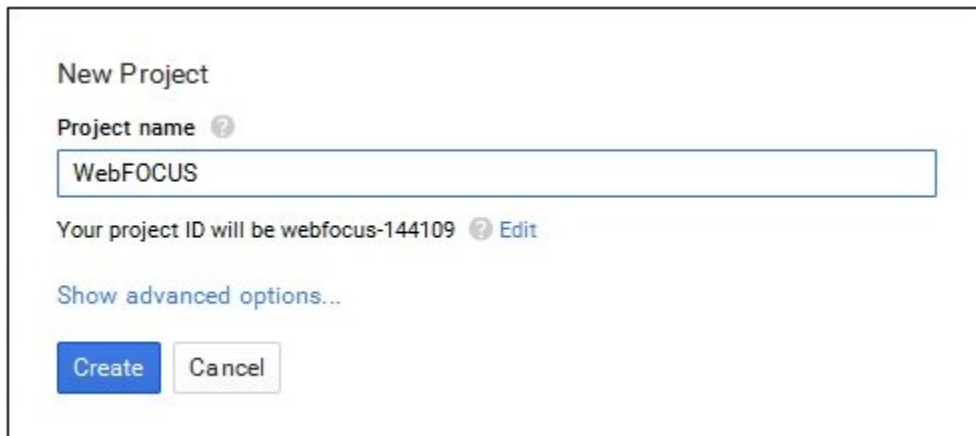 New Project
Project name ?
WebFOCUS
Your project ID will be webfocus-144109 ? Edit
Show advanced options...
Create Cancel